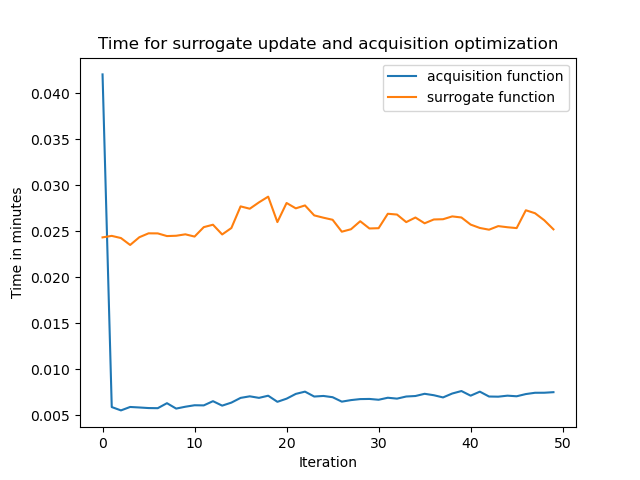 Time for surrogate update and acquisition optimization
acquisition function
surrogate function
0.040
0.035
0.030
0.025
0.020
0.015
0.010
0.005
Time in minutes
0 10 20 30 40 50
Iteration